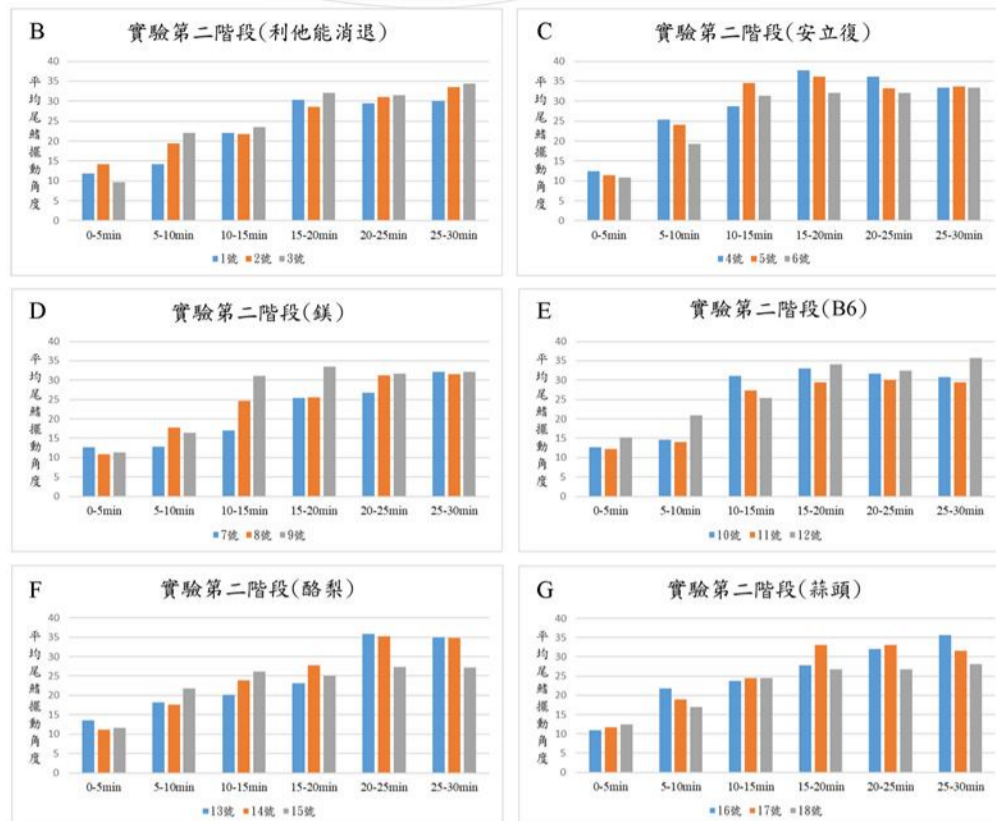 B 實驗第二階段(利他能消退)
平均尾鰭擺動角度
40
35
30
25
20
15
10
5
0
0-5min 5-10min 10-15min 15-20min 20-25min 25-30min
1號 2號 3號
C 實驗第二階段(安立復)
平均尾鰭擺動角度
40
35
30
25
20
15
10
5
0
0-5min 5-10min 10-15min 15-20min 20-25min 25-30min
4號 5號 6號
D 實驗第二階段(鎂)
平均尾鰭擺動角度
40
35
30
25
20
15
10
5
0
0-5min 5-10min 10-15min 15-20min 20-25min 25-30min
7號 8號 9號
E 實驗第二階段(B6)
平均尾鰭擺動角度
40
35
30
25
20
15
10
5
0
0-5min 5-10min 10-15min 15-20min 20-25min 25-30min
10號 11號 12號
F 實驗第二階段(酪梨)
平均尾鰭擺動角度
40
35
30
25
20
15
10
5
0
0-5min 5-10min 10-15min 15-20min 20-25min 25-30min
13號 14號 15號
G 實驗第二階段(蒜頭)
平均尾鰭擺動角度
40
35
30
25
20
15
10
5
0
0-5min 5-10min 10-15min 15-20min 20-25min 25-30min
16號 17號 18號